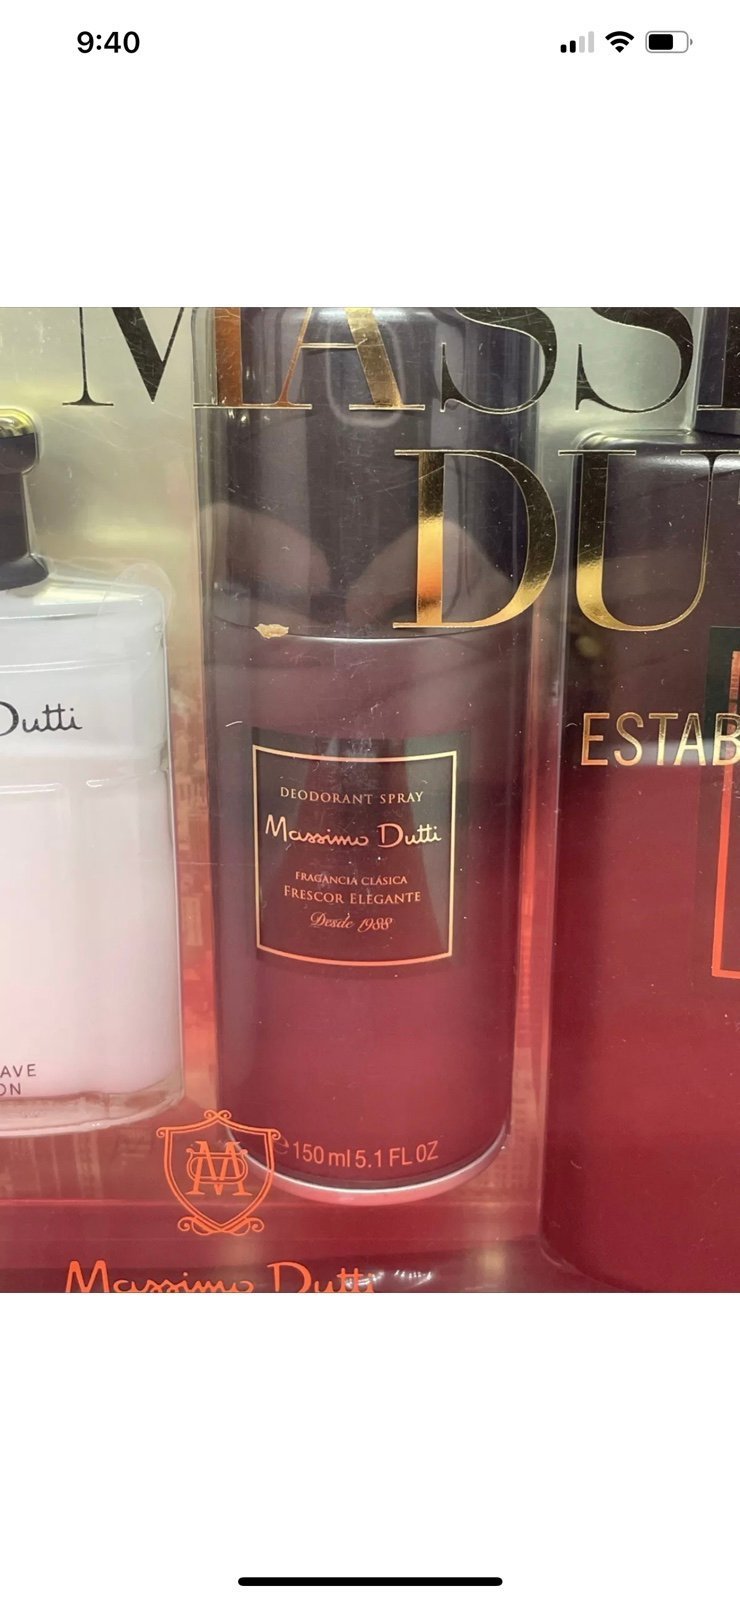 9:40
MASSI
DU
Dutti
ESTAB
DEODORANT SPRAY
Massimo Dutti
FRAGANCIA CLÁSICA
FRESCOR ELEGANTE
Desde 1988
AVE
ON
MD
℮ 150 ml 5.1 FL OZ
Massimo Dutti